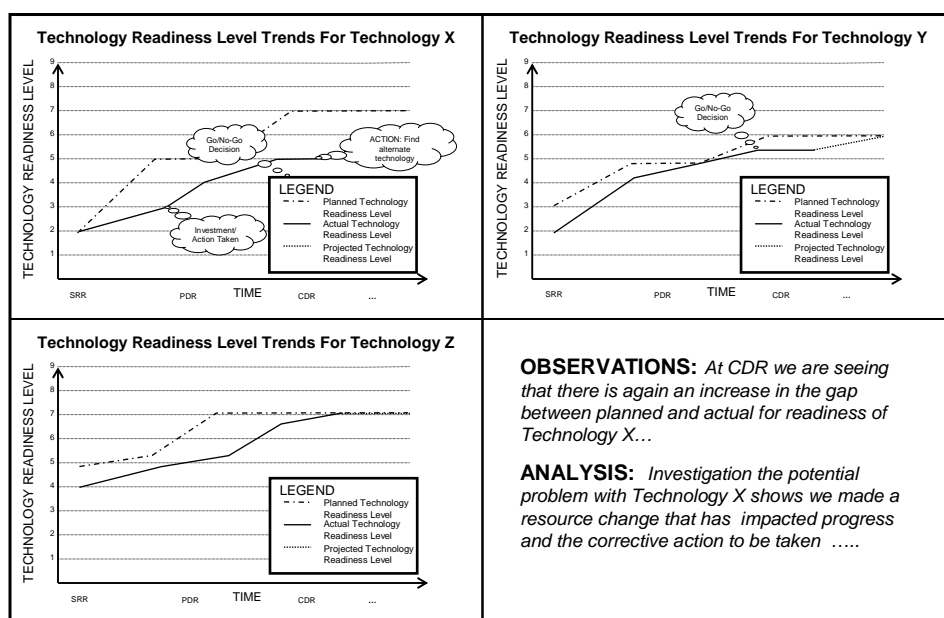 Technology Readiness Level Trends For Technology X
TECHNOLOGY READINESS LEVEL
9
8
7
6
5
4
3
2
1
Go/No-Go
Decision
ACTION: Find
alternate
technology
Investment/
Action Taken
LEGEND
Planned Technology
Readiness Level
Actual Technology
Readiness Level
Projected Technology
Readiness Level
SRR
PDR
TIME
CDR
...
Technology Readiness Level Trends For Technology Y
TECHNOLOGY READINESS LEVEL
9
8
7
6
5
4
3
2
1
Go/No-Go
Decision
LEGEND
Planned Technology
Readiness Level
Actual Technology
Readiness Level
Projected Technology
Readiness Level
SRR
PDR
TIME
CDR
...
Technology Readiness Level Trends For Technology Z
TECHNOLOGY READINESS LEVEL
9
8
7
6
5
4
3
2
1
LEGEND
Planned Technology
Readiness Level
Actual Technology
Readiness Level
Projected Technology
Readiness Level
SRR
PDR
TIME
CDR
...
OBSERVATIONS: At CDR we are seeing
that there is again an increase in the gap
between planned and actual for readiness of
Technology X…
ANALYSIS: Investigation the potential
problem with Technology X shows we made a
resource change that has impacted progress
and the corrective action to be taken …..